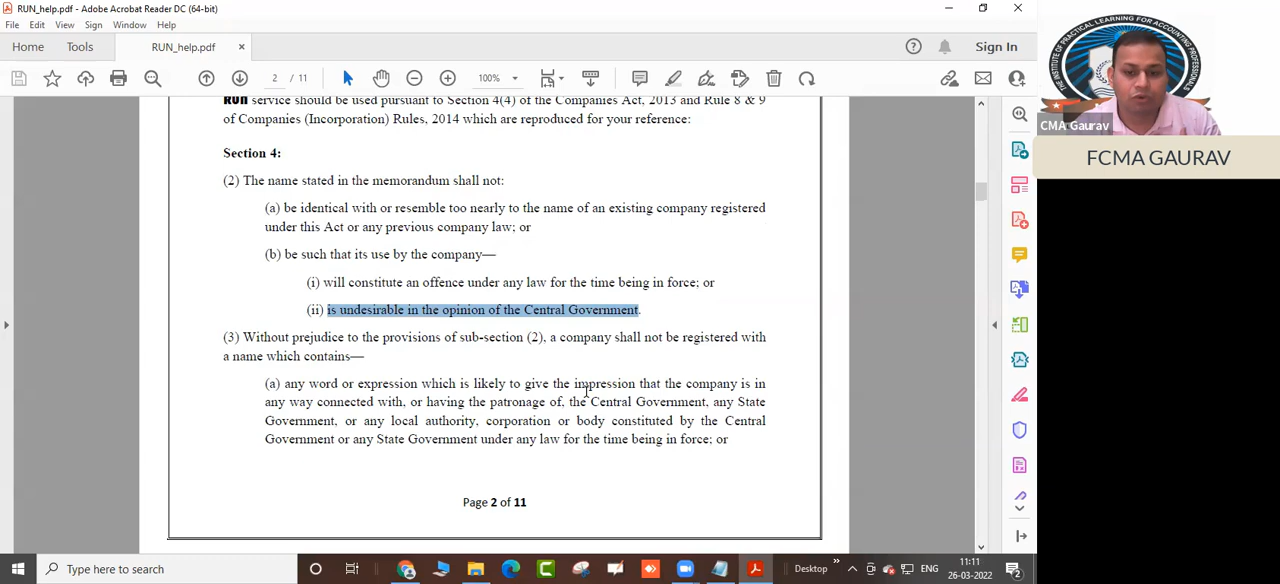 RUN_help.pdf - Adobe Acrobat Reader DC (64-bit)
File Edit View Sign Window Help
Home Tools RUN_help.pdf × Sign In
2 / 11 100%
RUN service should be used pursuant to Section 4(4) of the Companies Act, 2013 and Rule 8 & 9
of Companies (Incorporation) Rules, 2014 which are reproduced for your reference:
Section 4:
(2) The name stated in the memorandum shall not:
(a) be identical with or resemble too nearly to the name of an existing company registered
under this Act or any previous company law; or
(b) be such that its use by the company—
(i) will constitute an offence under any law for the time being in force; or
(ii) is undesirable in the opinion of the Central Government.
(3) Without prejudice to the provisions of sub-section (2), a company shall not be registered with
a name which contains—
(a) any word or expression which is likely to give the impression that the company is in
any way connected with, or having the patronage of, the Central Government, any State
Government, or any local authority, corporation or body constituted by the Central
Government or any State Government under any law for the time being in force; or
Page 2 of 11
THE INSTITUTE OF PRACTICAL LEARNING FOR ACCOUNTING PROFESSIONALS
CMA Gaurav
FCMA GAURAV
Type here to search
Desktop
ENG
11:11
26-03-2022
2